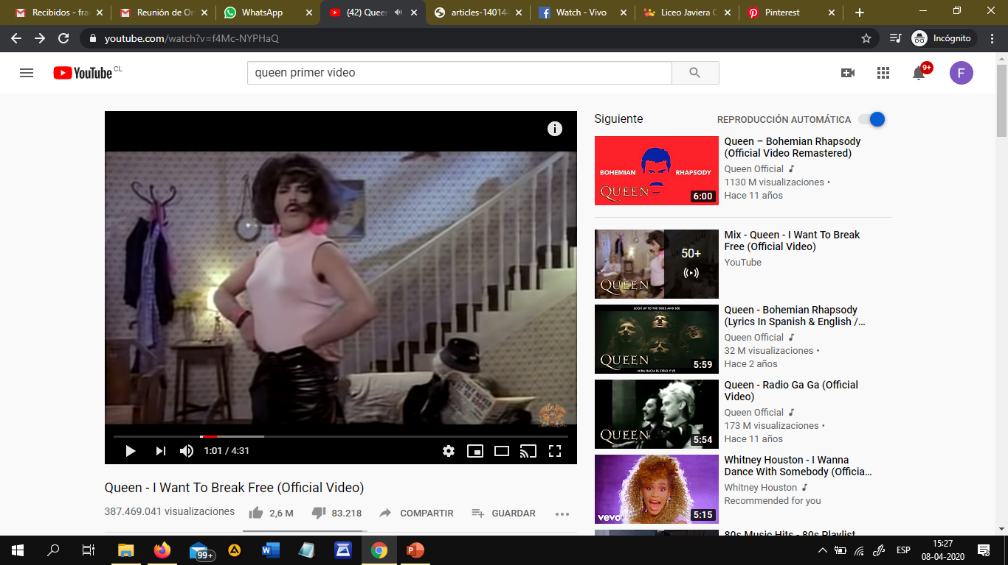 Recibidos - fra
Reunión de Or
WhatsApp
(42) Quee
articles-14014
Watch - Vivo
Liceo Javiera C
Pinterest
youtube.com/watch?v=f4Mc-NYPHaQ
Incógnito
YouTube CL
queen primer video
9+
F
Siguiente
REPRODUCCIÓN AUTOMÁTICA
BOHEMIAN RHAPSODY
QUEEN
6:00
Queen – Bohemian Rhapsody
(Official Video Remastered)
Queen Official
1130 M visualizaciones •
Hace 11 años
50+
QUEEN
Mix - Queen - I Want To Break
Free (Official Video)
YouTube
QUEEN
5:59
Queen - Bohemian Rhapsody
(Lyrics In Spanish & English /...
Queen Official
32 M visualizaciones •
Hace 2 años
QUEEN
5:54
Queen - Radio Ga Ga (Official
Video)
Queen Official
173 M visualizaciones •
Hace 11 años
vevo
5:15
Whitney Houston - I Wanna
Dance With Somebody (Officia...
Whitney Houston
Recommended for you
80s Music Hits - 80s Playlist
1:01 / 4:31
Queen - I Want To Break Free (Official Video)
387.469.041 visualizaciones
2,6 M
83.218
COMPARTIR
GUARDAR
99+
ESP
15:27
08-04-2020